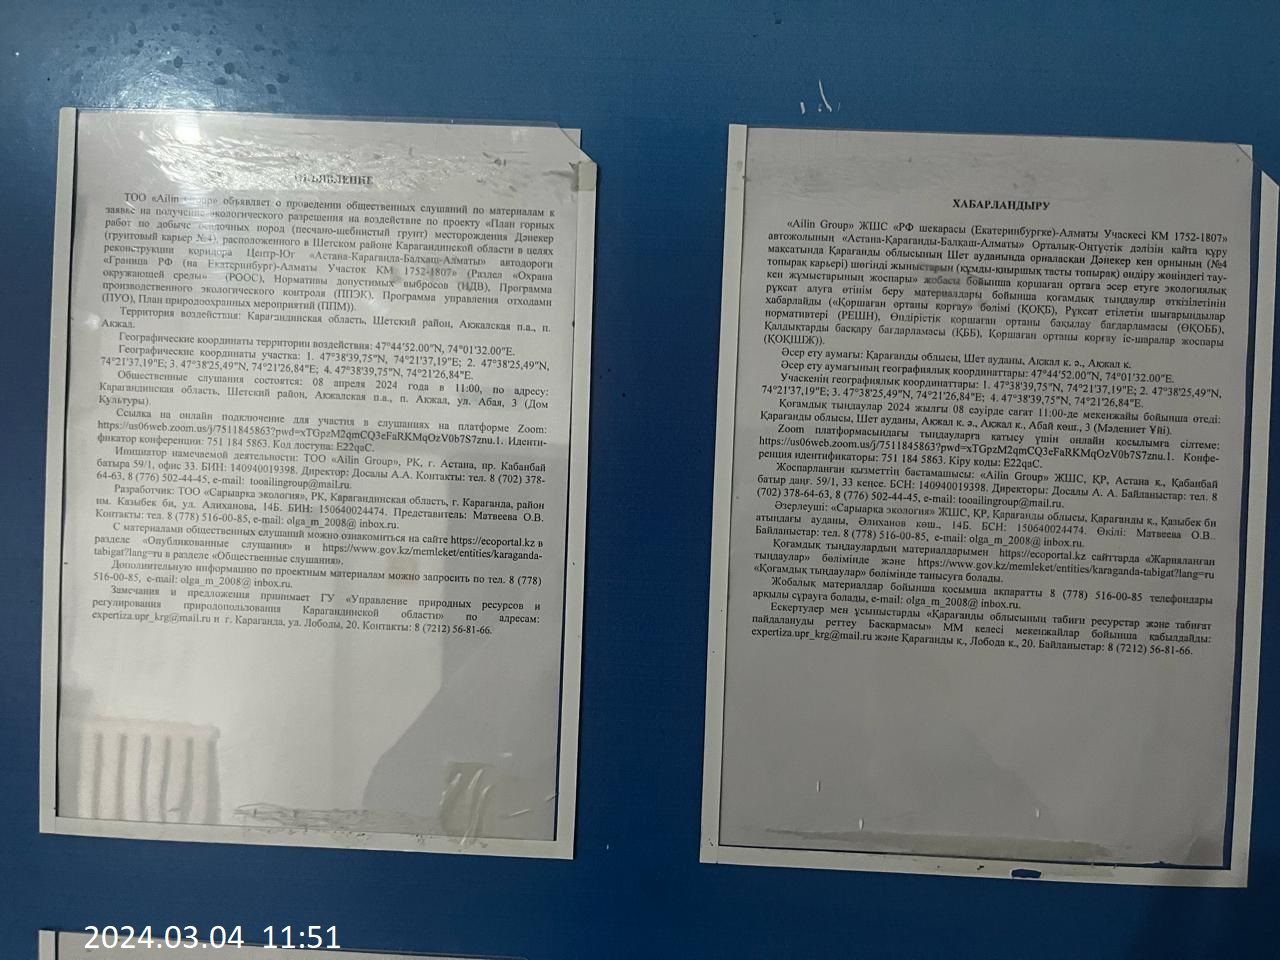 ОБЪЯВЛЕНИЕ
ТОО «Ailin Group» объявляет о проведении общественных слушаний по материалам к
заявке на получение экологического разрешения на воздействие по проекту «План горных
работ по добыче осадочных пород (песчано-щебнистый грунт) месторождения Дәнекер
(грунтовый карьер №4), расположенного в Шетском районе Карагандинской области в целях
реконструкции коридора Центр-Юг «Астана-Караганда-Балхаш-Алматы» автодороги
«Граница РФ (на Екатеринбург)-Алматы Участок КМ 1752-1807» (Раздел «Охрана
окружающей среды» (РООС), Нормативы допустимых выбросов (НДВ), Программа
производственного экологического контроля (ППЭК), Программа управления отходами
(ПУО), План природоохранных мероприятий (ППМ)).
Территория воздействия: Карагандинская область, Шетский район, Акжалская п.а., п.
Акжал.
Географические координаты территории воздействия: 47°44'52.00"N, 74°01'32.00"E.
Географические координаты участка: 1. 47°38'39,75"N, 74°21'37,19"E; 2. 47°38'25,49"N,
74°21'37,19"E; 3. 47°38'25,49"N, 74°21'26,84"E; 4. 47°38'39,75"N, 74°21'26,84"E.
Общественные слушания состоятся: 08 апреля 2024 года в 11:00, по адресу:
Карагандинская область, Шетский район, Акжалская п.а., п. Акжал, ул. Абая, 3 (Дом
Культуры).
Ссылка на онлайн подключение для участия в слушаниях на платформе Zoom:
https://us06web.zoom.us/j/7511845863?pwd=xTGpzM2qmCQ3eFaRKMqOzV0b7S7znu.1. Иденти-
фикатор конференции: 751 184 5863. Код доступа: E22qaC.
Инициатор намечаемой деятельности: ТОО «Ailin Group», РК, г. Астана, пр. Кабанбай
батыра 59/1, офис 33. БИН: 140940019398. Директор: Досалы А.А. Контакты: тел. 8 (702) 378-
64-63, 8 (776) 502-44-45, e-mail: tooailingroup@mail.ru.
Разработчик: ТОО «Сарыарка экология», РК, Карагандинская область, г. Караганда, район
им. Казыбек би, ул. Алиханова, 14Б. БИН: 150640024474. Представитель: Матвеева О.В.
Контакты: тел. 8 (778) 516-00-85, e-mail: olga_m_2008@ inbox.ru.
С материалами общественных слушаний можно ознакомиться на сайте https://ecoportal.kz в
разделе «Опубликованные слушания» и https://www.gov.kz/memleket/entities/karaganda-
tabigat?lang=ru в разделе «Общественные слушания».
Дополнительную информацию по проектным материалам можно запросить по тел. 8 (778)
516-00-85, e-mail: olga_m_2008@ inbox.ru.
Замечания и предложения принимает ГУ «Управление природных ресурсов и
регулирования природопользования Карагандинской области» по адресам:
expertiza.upr_krg@mail.ru и г. Караганда, ул. Лободы, 20. Контакты: 8 (7212) 56-81-66.
ХАБАРЛАНДЫРУ
«Ailin Group» ЖШС «РФ шекарасы (Екатеринбургке)-Алматы Учаскесі КМ 1752-1807»
автожолының «Астана-Қарағанды-Балқаш-Алматы» Орталық-Оңтүстік дәлізін қайта құру
мақсатында Қарағанды облысының Шет ауданында орналасқан Дәнекер кен орнының (№4
топырақ карьері) шөгінді жыныстарын (құмды-қиыршық тасты топырақ) өндіру жөніндегі тау-
кен жұмыстарының жоспары» жобасы бойынша қоршаған ортаға әсер етуге экологиялық
рұқсат алуға өтінім беру материалдары бойынша қоғамдық тыңдаулар өткізілетінін
хабарлайды («Қоршаған ортаны қорғау» бөлімі (ҚОҚБ), Рұқсат етілетін шығарындылар
нормативтері (РЕШН), Өндірістік қоршаған ортаны бақылау бағдарламасы (ӨҚОББ),
Қалдықтарды басқару бағдарламасы (ҚББ), Қоршаған ортаны қорғау іс-шаралар жоспары
(ҚОҚІШЖ)).
Әсер ету аумағы: Қарағанды облысы, Шет ауданы, Ақжал к. ә., Ақжал к.
Әсер ету аумағының географиялық координаттары: 47°44'52.00"N, 74°01'32.00"E.
Учаскенің географиялық координаттары: 1. 47°38'39,75"N, 74°21'37,19"E; 2. 47°38'25,49"N,
74°21'37,19"E; 3. 47°38'25,49"N, 74°21'26,84"E; 4. 47°38'39,75"N, 74°21'26,84"E.
Қоғамдық тыңдаулар 2024 жылғы 08 сәуірде сағат 11:00-де мекенжайы бойынша өтеді:
Қарағанды облысы, Шет ауданы, Ақжал к. ә., Ақжал к., Абай көш., 3 (Мәдениет Үйі).
Zoom платформасындағы тыңдауларға қатысу үшін онлайн қосылымға сілтеме:
https://us06web.zoom.us/j/7511845863?pwd=xTGpzM2qmCQ3eFaRKMqOzV0b7S7znu.1. Конфе-
ренция идентификаторы: 751 184 5863. Кіру коды: E22qaC.
Жоспарланған қызметтің бастамашысы: «Ailin Group» ЖШС, ҚР, Астана қ., Қабанбай
батыр даңғ. 59/1, 33 кеңсе. БСН: 140940019398. Директоры: Досалы А. А. Байланыстар: тел. 8
(702) 378-64-63, 8 (776) 502-44-45, e-mail: tooailingroup@mail.ru.
Әзерлеуші: «Сарыарка экология» ЖШС, ҚР, Қарағанды облысы, Қарағанды қ., Қазыбек би
атындағы ауданы, Әлиханов көш., 14Б. БСН: 150640024474. Өкілі: Матвеева О.В..
Байланыстар: тел. 8 (778) 516-00-85, e-mail: olga_m_2008@ inbox.ru.
Қоғамдық тыңдаулардың материалдарымен https://ecoportal.kz сайттарда «Жарияланған
тыңдаулар» бөлімінде және https://www.gov.kz/memleket/entities/karaganda-tabigat?lang=ru
«Қоғамдық тыңдаулар» бөлімінде танысуға болады.
Жобалық материалдар бойынша қосымша ақпаратты 8 (778) 516-00-85 телефондары
арқылы сұрауға болады, e-mail: olga_m_2008@ inbox.ru.
Ескертулер мен ұсыныстарды «Қарағанды облысының табиғи ресурстар және табиғат
пайдалануды реттеу Басқармасы» ММ келесі мекенжайлар бойынша қабылдайды:
expertiza.upr_krg@mail.ru және Қарағанды қ., Лобода к., 20. Байланыстар: 8 (7212) 56-81-66.
2024.03.04 11:51